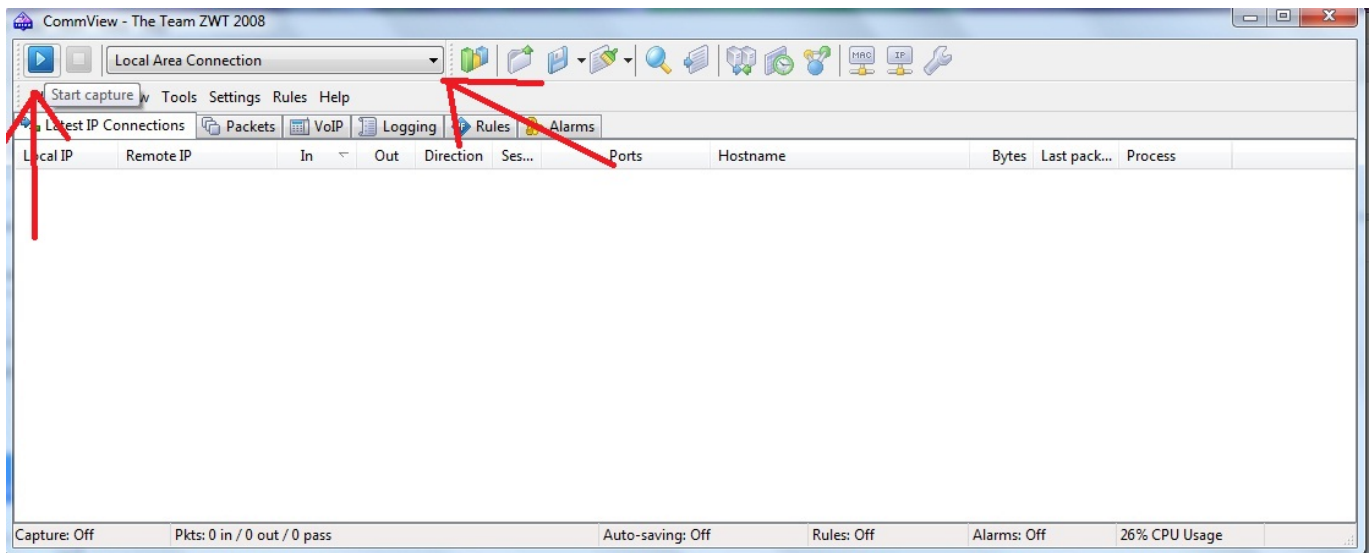 CommView - The Team ZWT 2008
Local Area Connection
MAC IP
Start capture Tools Settings Rules Help
Latest IP Connections Packets VoIP Logging Rules Alarms
Local IP Remote IP In Out Direction Ses... Ports Hostname Bytes Last pack... Process
Capture: Off Pkts: 0 in / 0 out / 0 pass Auto-saving: Off Rules: Off Alarms: Off 26% CPU Usage